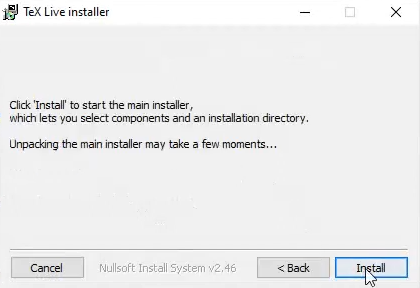 TeX Live installer
Click 'Install' to start the main installer,
which lets you select components and an installation directory.
Unpacking the main installer may take a few moments...
Cancel
Nullsoft Install System v2.46
< Back
Install